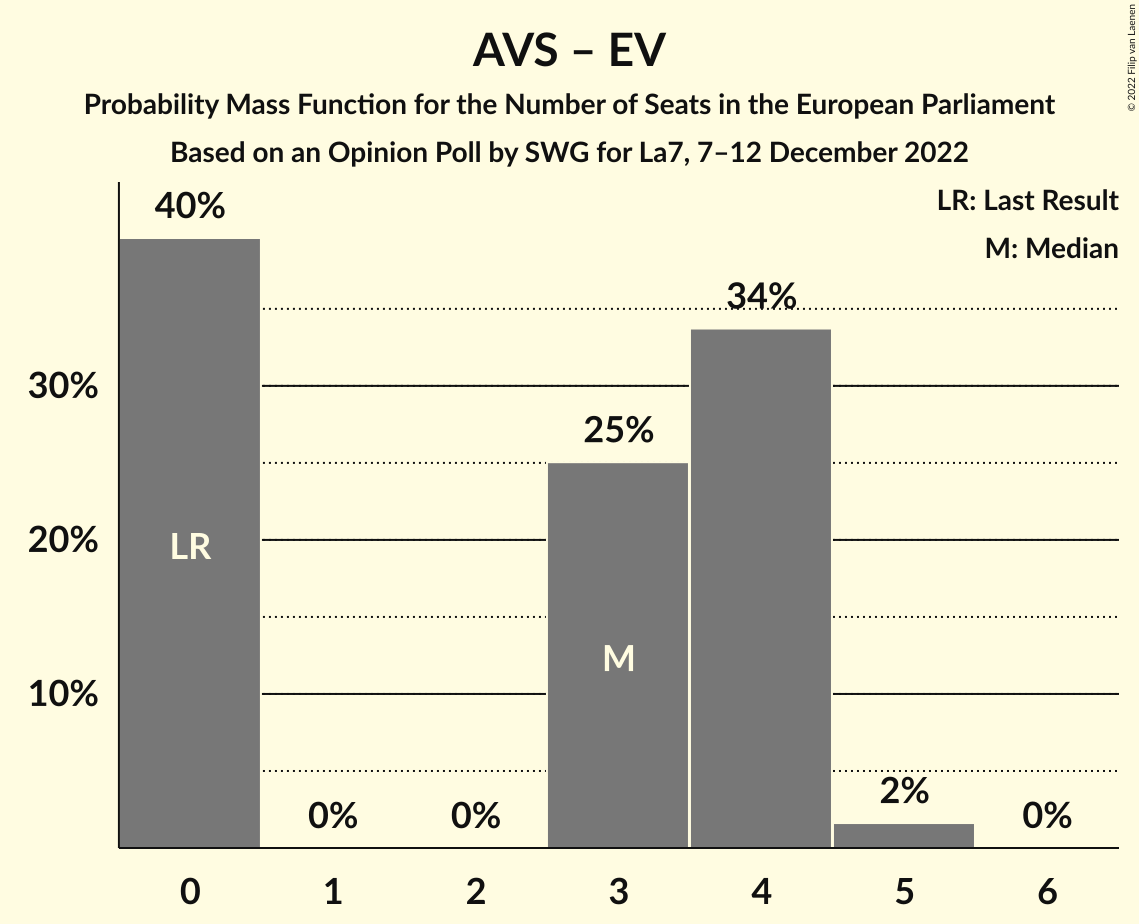 AVS – EV
Probability Mass Function for the Number of Seats in the European Parliament
Based on an Opinion Poll by SWG for La7, 7–12 December 2022
© 2022 Filip van Laenen
LR: Last Result
M: Median
40%
34%
30%
25%
20%
LR
M
10%
0%
0%
2%
0%
0
1
2
3
4
5
6